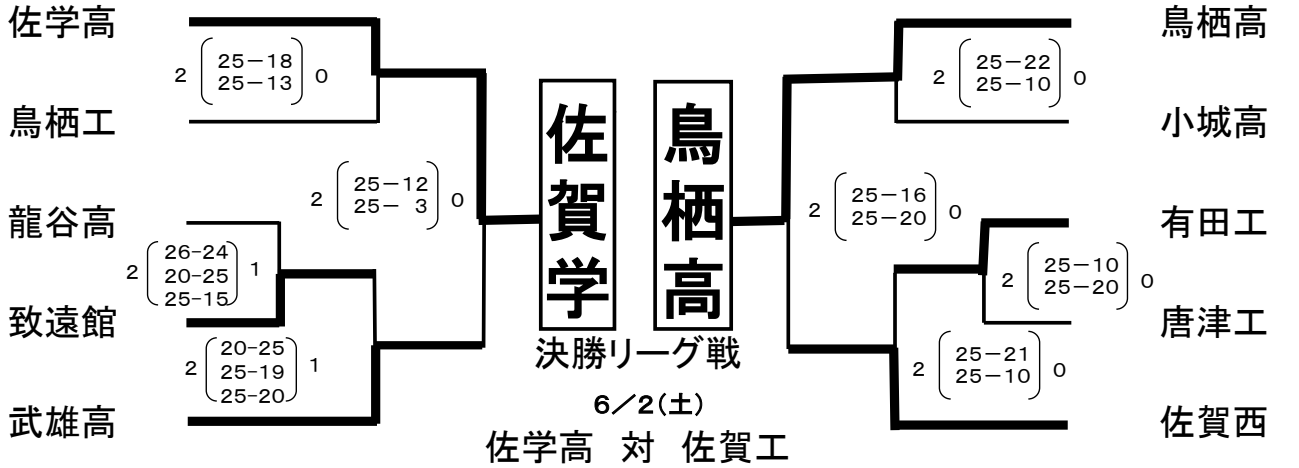 佐学高
2 25-18 0
25-13
鳥栖工
2 25-12 0
25- 3
龍谷高
2 26-24 1
20-25
25-15
致遠館
2 20-25 1
25-19
25-20
武雄高
佐賀学
鳥栖高
決勝リーグ戦
6/2(土)
佐学高 対 佐賀工
鳥栖高
2 25-22 0
25-10
小城高
2 25-16 0
25-20
有田工
2 25-10 0
25-20
唐津工
2 25-21 0
25-10
佐賀西